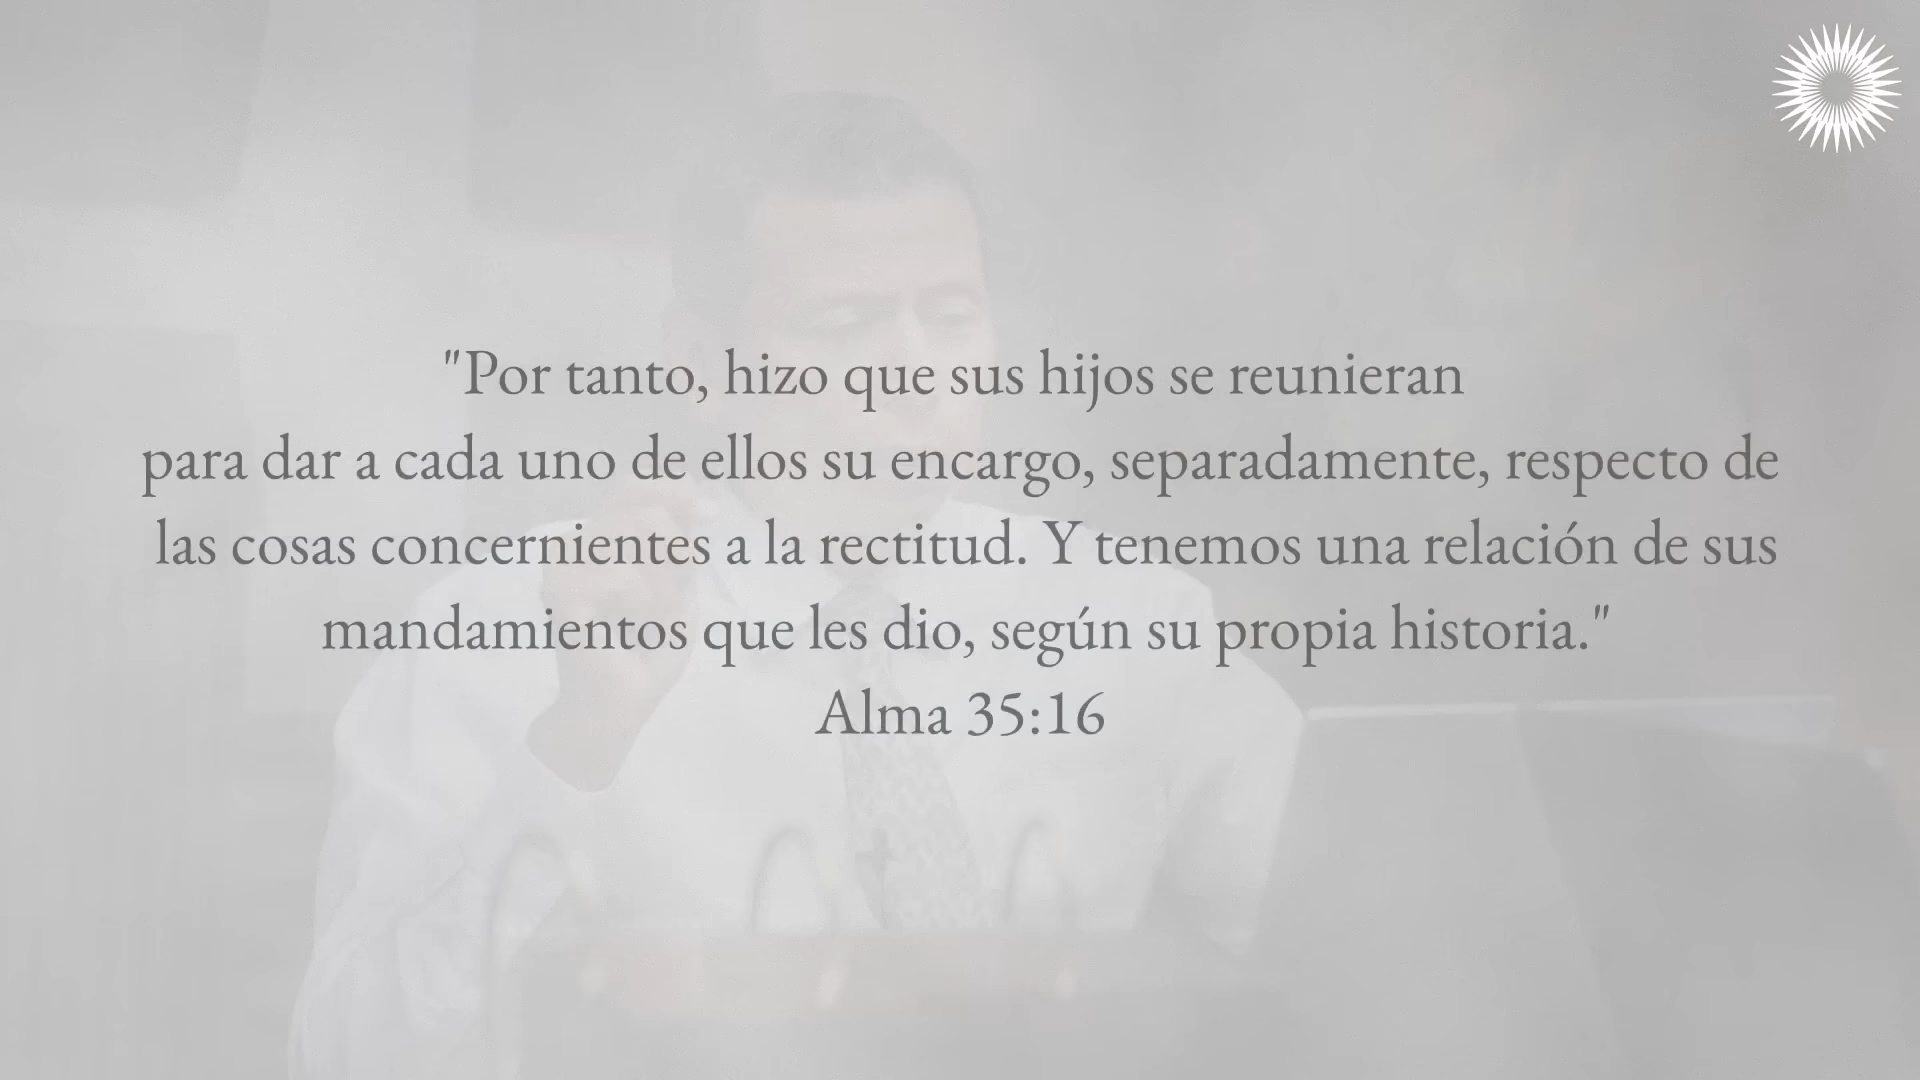 "Por tanto, hizo que sus hijos se reunieran
para dar a cada uno de ellos su encargo, separadamente, respecto de
las cosas concernientes a la rectitud. Y tenemos una relación de sus
mandamientos que les dio, según su propia historia."
Alma 35:16